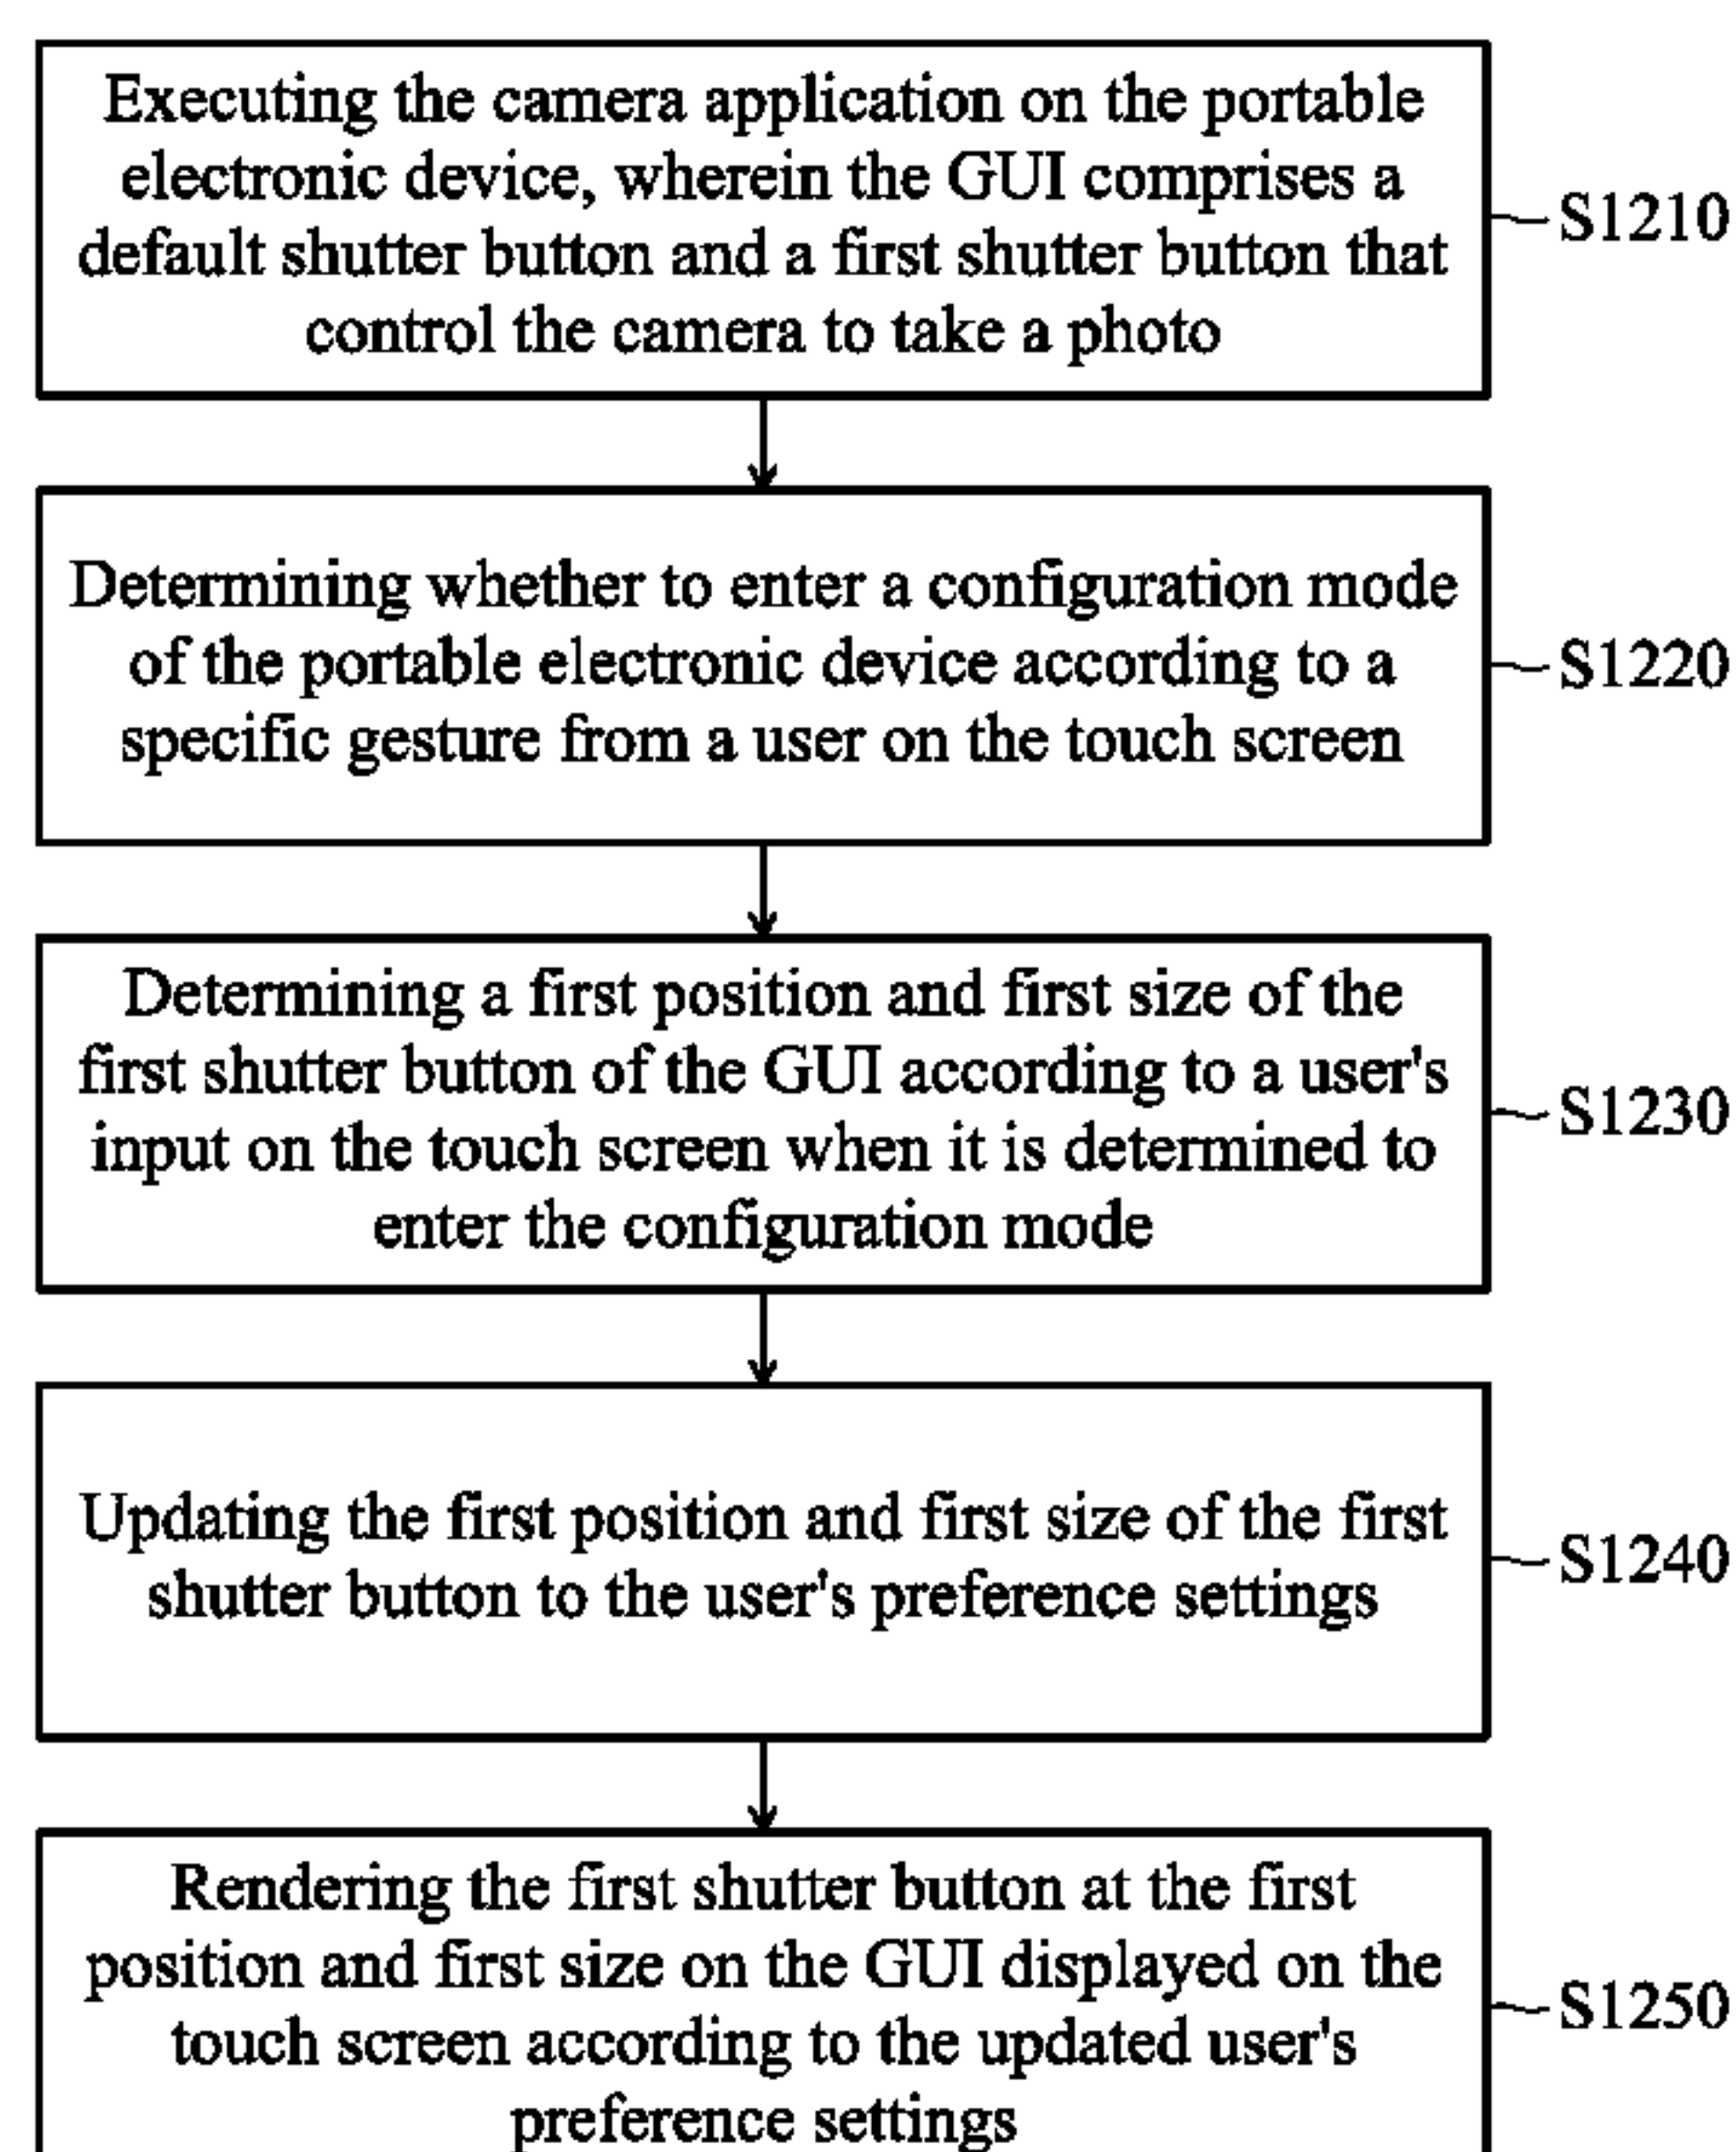 Executing the camera application on the portable
electronic device, wherein the GUI comprises a
default shutter button and a first shutter button that
control the camera to take a photo
S1210
Determining whether to enter a configuration mode
of the portable electronic device according to a
specific gesture from a user on the touch screen
S1220
Determining a first position and first size of the
first shutter button of the GUI according to a user's
input on the touch screen when it is determined to
enter the configuration mode
S1230
Updating the first position and first size of the first
shutter button to the user's preference settings
S1240
Rendering the first shutter button at the first
position and first size on the GUI displayed on the
touch screen according to the updated user's
preference settings
S1250